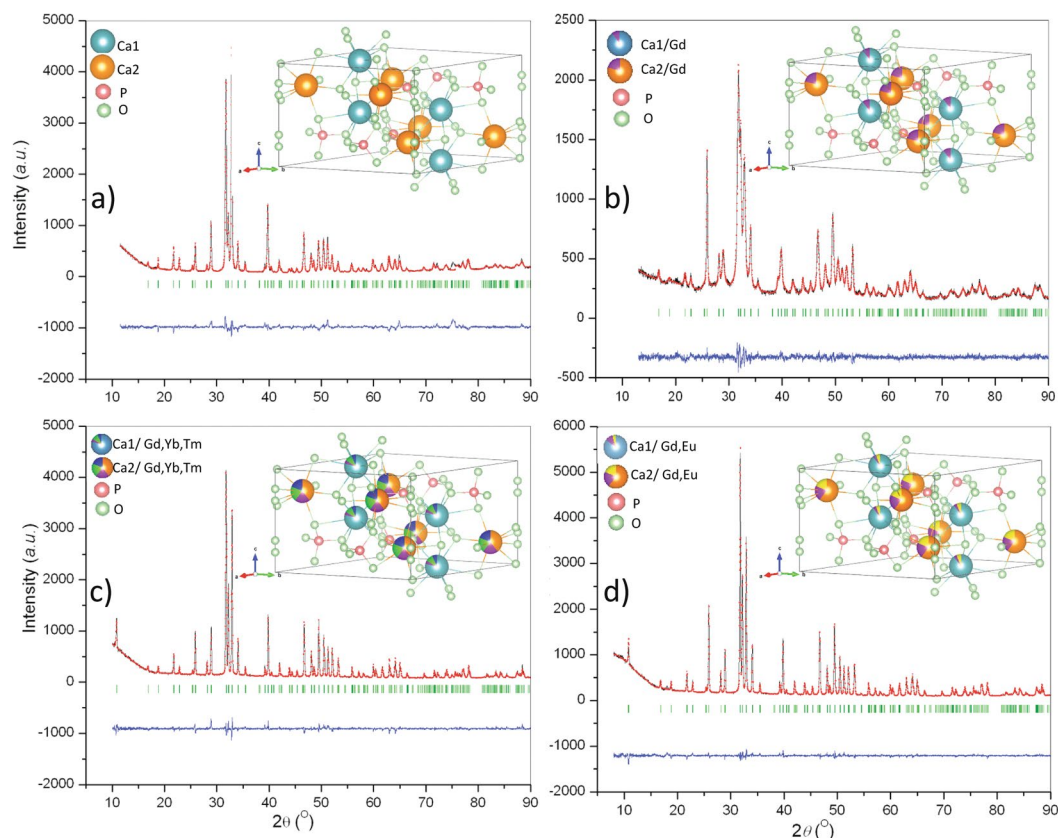 5000
4000
3000
2000
1000
0
-1000
-2000
Intensity (a.u.)
Ca1
Ca2
P
O
c
a
b
a)
10 20 30 40 50 60 70 80 90
2500
2000
1500
1000
500
0
-500
Ca1/Gd
Ca2/Gd
P
O
c
a
b
b)
10 20 30 40 50 60 70 80 90
5000
4000
3000
2000
1000
0
-1000
-2000
Intensity (a.u.)
Ca1/ Gd,Yb,Tm
Ca2/ Gd,Yb,Tm
P
O
c
a
b
c)
10 20 30 40 50 60 70 80 90
2θ (°)
6000
5000
4000
3000
2000
1000
0
-1000
-2000
Ca1/ Gd,Eu
Ca2/ Gd,Eu
P
O
c
a
b
d)
10 20 30 40 50 60 70 80 90
2θ (°)